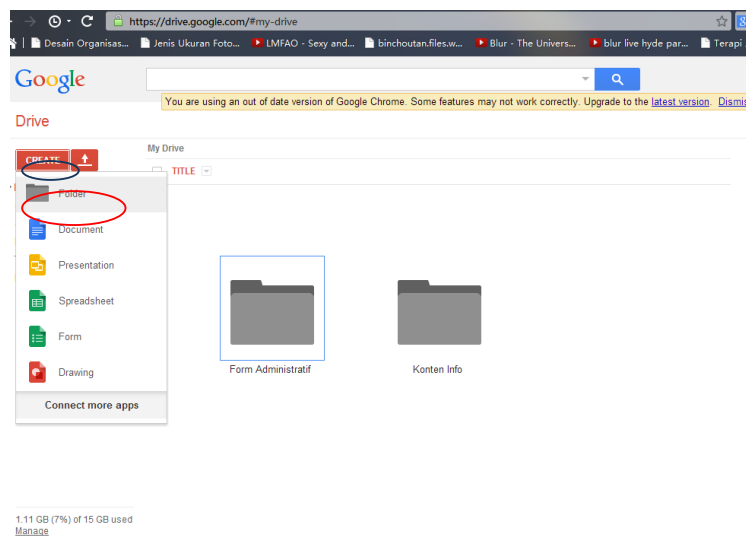 https://drive.google.com/#my-drive
Desain Organisas... Jenis Ukuran Foto... LMFAO - Sexy and... binchoutan.files.w... Blur - The Univers... blur live hyde par... Terapi
Google
You are using an out of date version of Google Chrome. Some features may not work correctly. Upgrade to the latest version. Dismis
Drive
CREATE
My Drive
TITLE
Folder
Document
Presentation
Spreadsheet
Form
Drawing
Connect more apps
Form Administratif
Konten Info
1.11 GB (7%) of 15 GB used
Manage